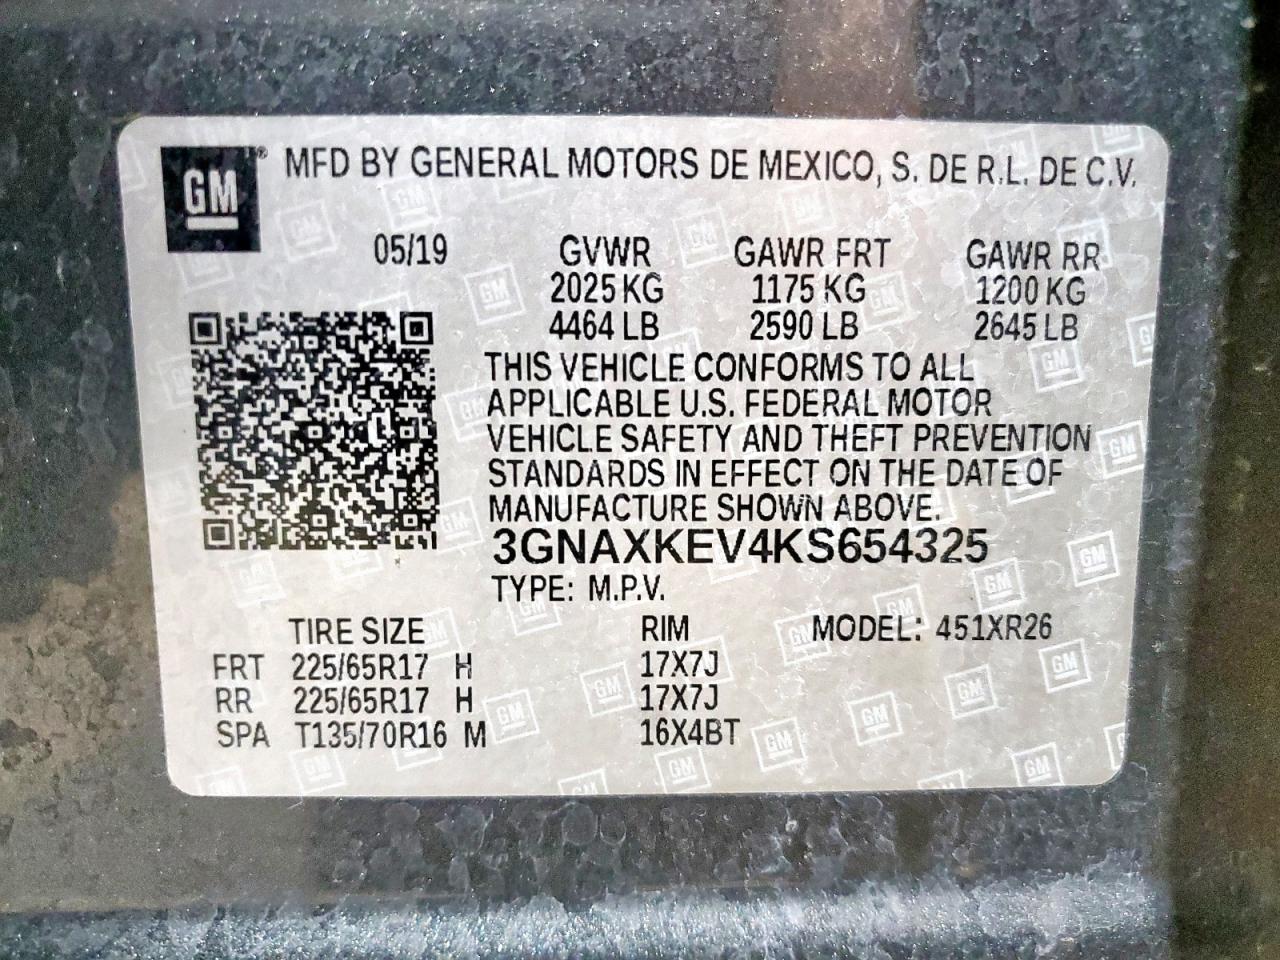 GM® MFD BY GENERAL MOTORS DE MEXICO, S. DE R.L. DE C.V.
05/19 GVWR GAWR FRT GAWR RR
2025 KG 1175 KG 1200 KG
4464 LB 2590 LB 2645 LB
THIS VEHICLE CONFORMS TO ALL
APPLICABLE U.S. FEDERAL MOTOR
VEHICLE SAFETY AND THEFT PREVENTION
STANDARDS IN EFFECT ON THE DATE OF
MANUFACTURE SHOWN ABOVE.
3GNAXKEV4KS654325
TYPE: M.P.V.
TIRE SIZE RIM MODEL: 451XR26
FRT 225/65R17 H 17X7J
RR 225/65R17 H 17X7J
SPA T135/70R16 M 16X4BT